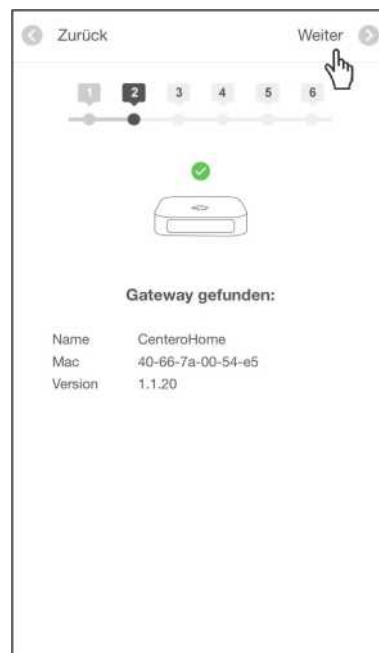 Zurück Weiter
1 2 3 4 5 6
Gateway gefunden:
Name CenteroHome
Mac 40-66-7a-00-54-e5
Version 1.1.20